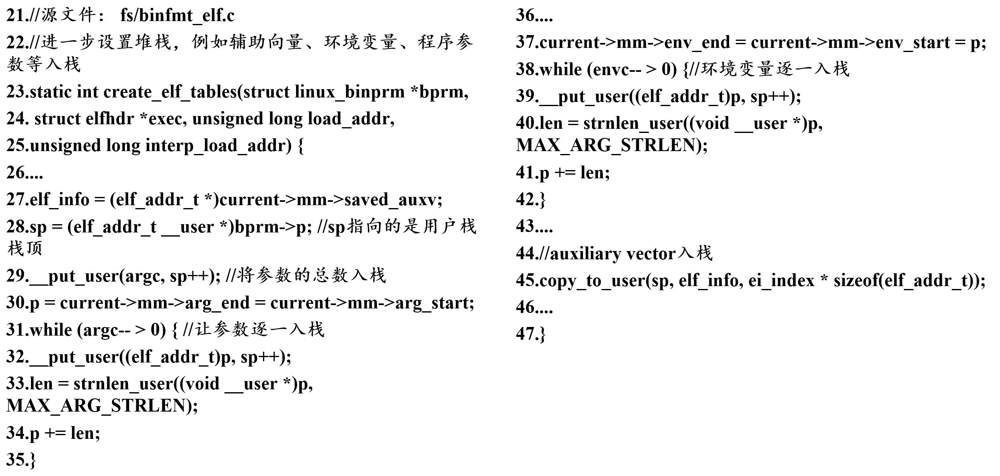 21.//源文件： fs/binfmt_elf.c
22.//进一步设置堆栈，例如辅助向量、环境变量、程序参
数等入栈
23.static int create_elf_tables(struct linux_binprm *bprm,
24. struct elfhdr *exec, unsigned long load_addr,
25.unsigned long interp_load_addr) {
26....
27.elf_info = (elf_addr_t *)current->mm->saved_auxv;
28.sp = (elf_addr_t __user *)bprm->p; //sp指向的是用户栈
栈顶
29.__put_user(argc, sp++); //将参数的总数入栈
30.p = current->mm->arg_end = current->mm->arg_start;
31.while (argc-- > 0) { //让参数逐一入栈
32.__put_user((elf_addr_t)p, sp++);
33.len = strnlen_user((void __user *)p,
MAX_ARG_STRLEN);
34.p += len;
35.}
36....
37.current->mm->env_end = current->mm->env_start = p;
38.while (envc-- > 0) {//环境变量逐一入栈
39.__put_user((elf_addr_t)p, sp++);
40.len = strnlen_user((void __user *)p,
MAX_ARG_STRLEN);
41.p += len;
42.}
43....
44.//auxiliary vector入栈
45.copy_to_user(sp, elf_info, ei_index * sizeof(elf_addr_t));
46....
47.}